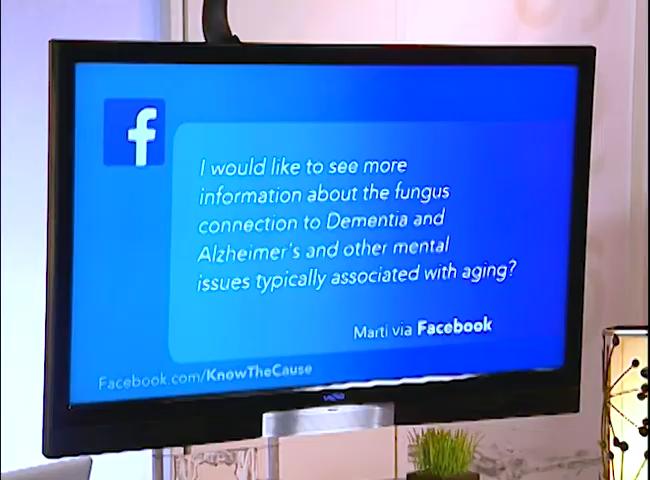 f
I would like to see more
information about the fungus
connection to Dementia and
Alzheimer's and other mental
issues typically associated with aging?
Marti via Facebook
Facebook.com/KnowTheCause
VIZIO